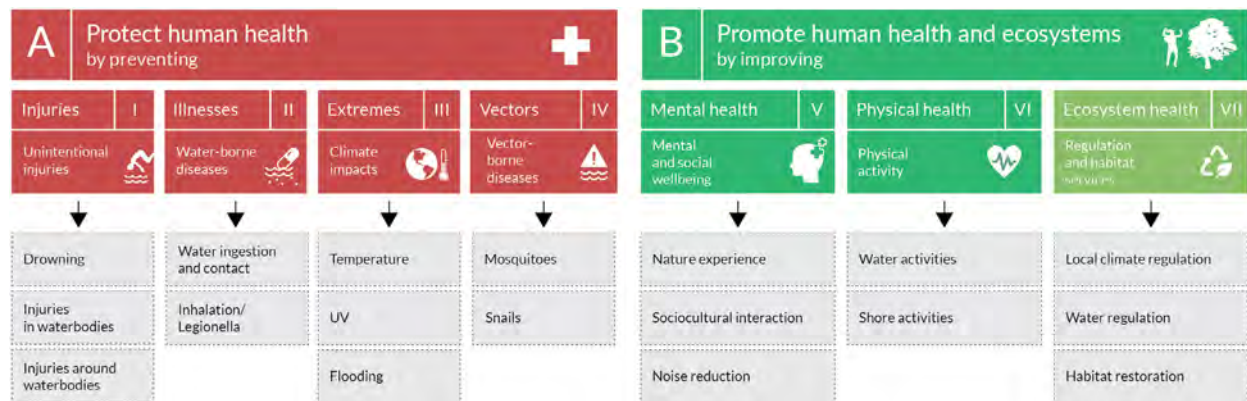 A
Protect human health
by preventing
B
Promote human health and ecosystems
by improving
Injuries
I
Unintentional
injuries
Illnesses
II
Water-borne
diseases
Extremes
III
Climate
impacts
Vectors
IV
Vector-
borne
diseases
Mental health
V
Mental
and social
wellbeing
Physical health
VI
Physical
activity
Ecosystem health
VII
Regulation
and habitat
services
Drowning
Injuries
in waterbodies
Injuries around
waterbodies
Water ingestion
and contact
Inhalation/
Legionella
Temperature
UV
Flooding
Mosquitoes
Snails
Nature experience
Sociocultural interaction
Noise reduction
Water activities
Shore activities
Local climate regulation
Water regulation
Habitat restoration